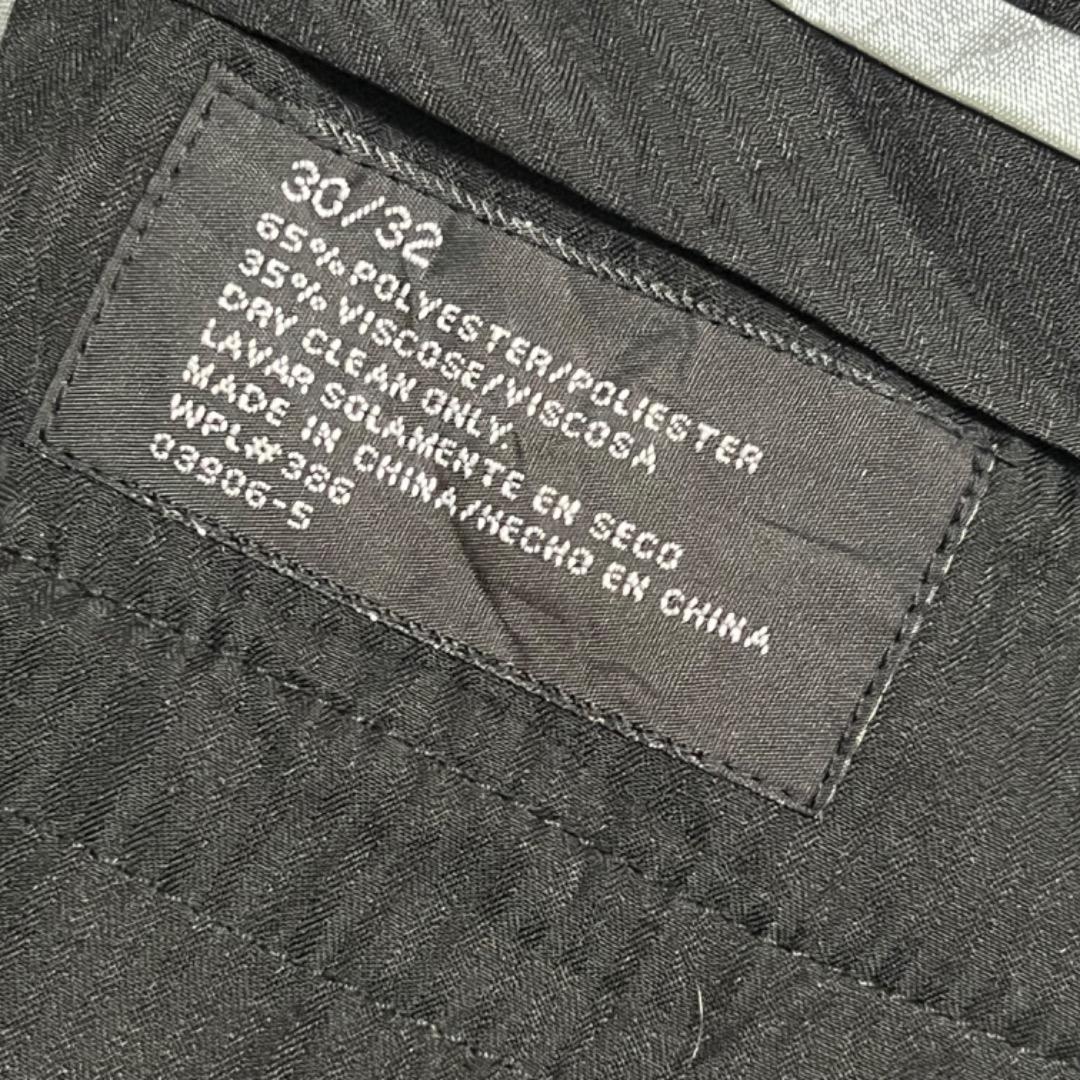 30/32
65% POLYESTER/POLIESTER
35% VISCOSE/VISCOSA
DRY CLEAN ONLY.
LAVAR SOLAMENTE EN SECO
MADE IN CHINA/HECHO EN CHINA
WPL#386
03906-5